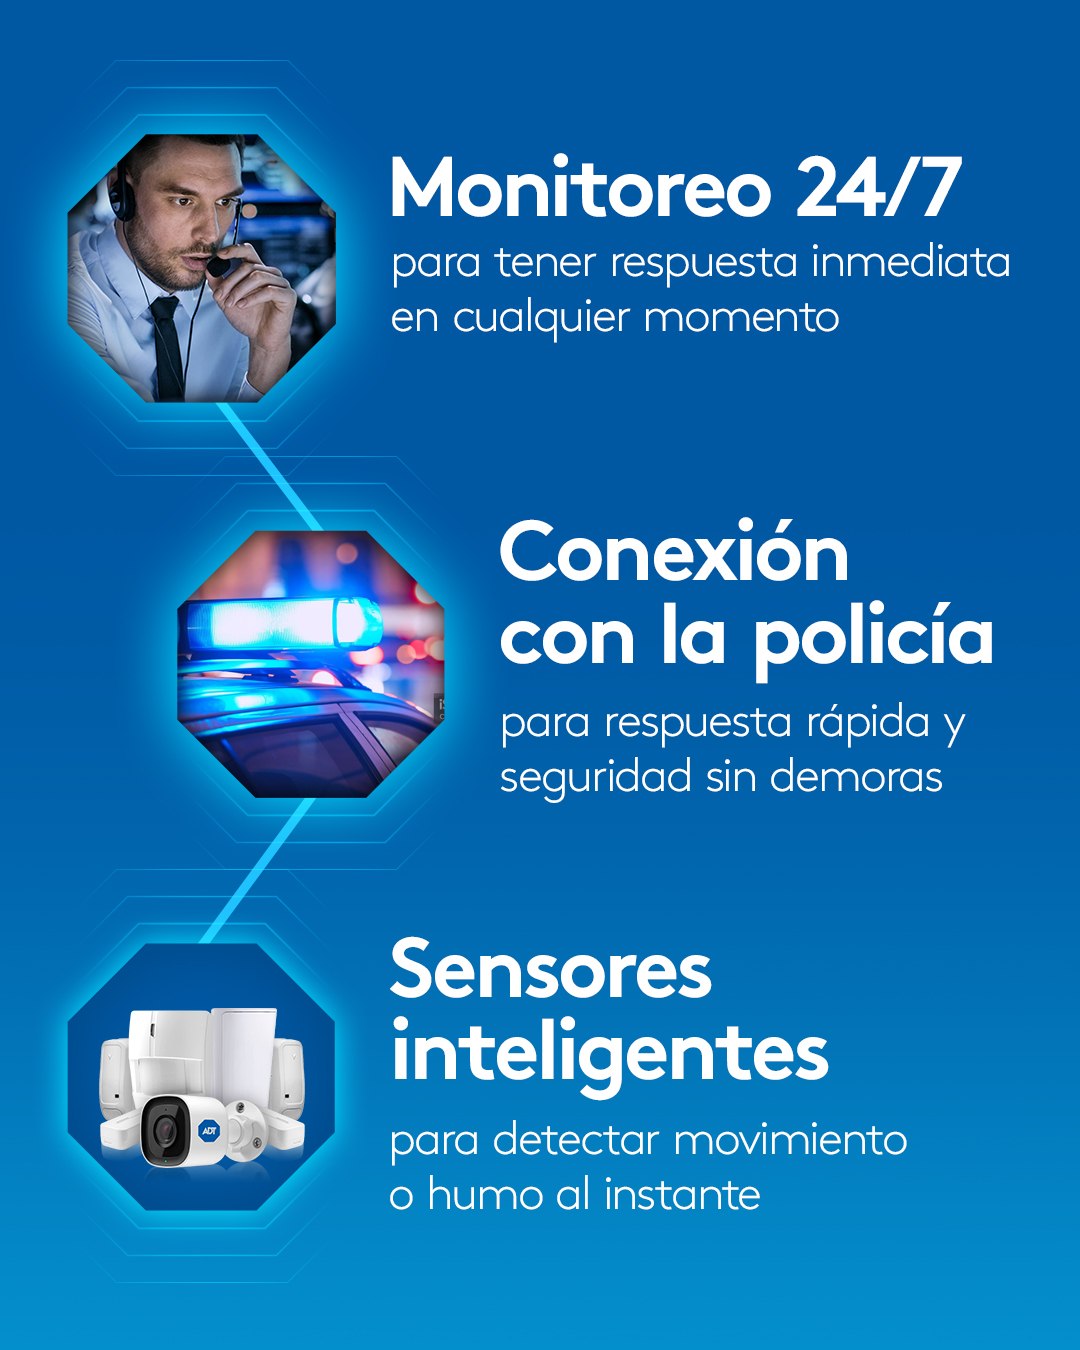 Monitoreo 24/7
para tener respuesta inmediata
en cualquier momento
Conexión
con la policía
para respuesta rápida y
seguridad sin demoras
Sensores
inteligentes
para detectar movimiento
o humo al instante
ADT